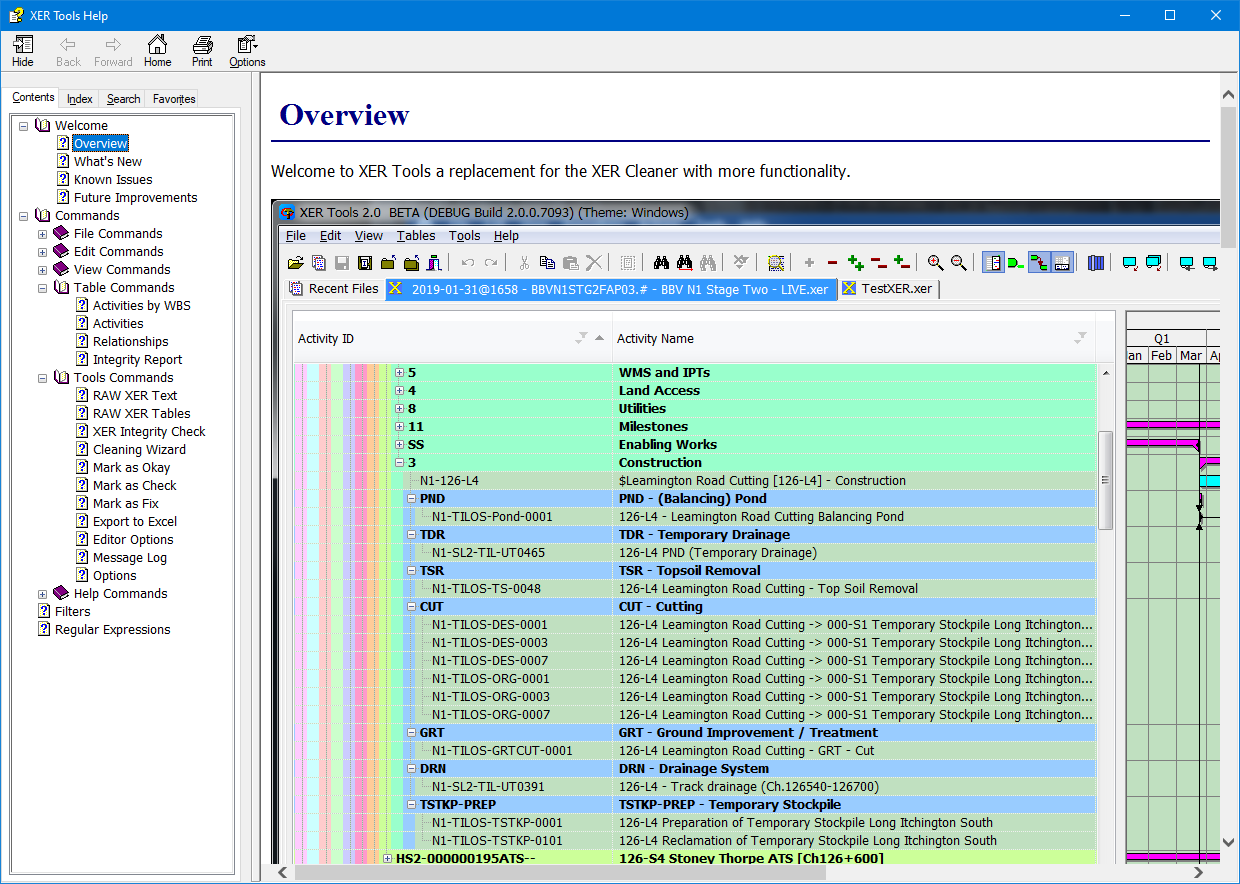 XER Tools Help
Hide Back Forward Home Print Options
Contents Index Search Favorites
Welcome
Overview
What's New
Known Issues
Future Improvements
Commands
File Commands
Edit Commands
View Commands
Table Commands
Activities by WBS
Activities
Relationships
Integrity Report
Tools Commands
RAW XER Text
RAW XER Tables
XER Integrity Check
Cleaning Wizard
Mark as Okay
Mark as Check
Mark as Fix
Export to Excel
Editor Options
Message Log
Options
Help Commands
Filters
Regular Expressions
Overview
Welcome to XER Tools a replacement for the XER Cleaner with more functionality.
XER Tools 2.0 BETA (DEBUG Build 2.0.0.7093) (Theme: Windows)
File Edit View Tables Tools Help
Recent Files 2019-01-31@1658 - BBVN1STG2FAP03.# - BBV N1 Stage Two - LIVE.xer TestXER.xer
Activity ID Activity Name Q1
an Feb Mar Ap
5 WMS and IPTs
4 Land Access
8 Utilities
11 Milestones
SS Enabling Works
3 Construction
N1-126-L4 $Leamington Road Cutting [126-L4] - Construction
PND PND - (Balancing) Pond
N1-TILOS-Pond-0001 126-L4 - Leamington Road Cutting Balancing Pond
TDR TDR - Temporary Drainage
N1-SL2-TIL-UT0465 126-L4 PND (Temporary Drainage)
TSR TSR - Topsoil Removal
N1-TILOS-TS-0048 126-L4 Leamington Road Cutting - Top Soil Removal
CUT CUT - Cutting
N1-TILOS-DES-0001 126-L4 Leamington Road Cutting -> 000-S1 Temporary Stockpile Long Itchington...
N1-TILOS-DES-0003 126-L4 Leamington Road Cutting -> 000-S1 Temporary Stockpile Long Itchington...
N1-TILOS-DES-0007 126-L4 Leamington Road Cutting -> 000-S1 Temporary Stockpile Long Itchington...
N1-TILOS-ORG-0001 126-L4 Leamington Road Cutting -> 000-S1 Temporary Stockpile Long Itchington...
N1-TILOS-ORG-0003 126-L4 Leamington Road Cutting -> 000-S1 Temporary Stockpile Long Itchington...
N1-TILOS-ORG-0007 126-L4 Leamington Road Cutting -> 000-S1 Temporary Stockpile Long Itchington...
GRT GRT - Ground Improvement / Treatment
N1-TILOS-GRTCUT-0001 126-L4 Leamington Road Cutting - GRT - Cut
DRN DRN - Drainage System
N1-SL2-TIL-UT0391 126-L4 - Track drainage (Ch.126540-126700)
TSTKP-PREP TSTKP-PREP - Temporary Stockpile
N1-TILOS-TSTKP-0001 126-L4 Preparation of Temporary Stockpile Long Itchington South
N1-TILOS-TSTKP-0101 126-L4 Reclamation of Temporary Stockpile Long Itchington South
HS2-000000195ATS-- 126-S4 Stoney Thorpe ATS [Ch126+600]